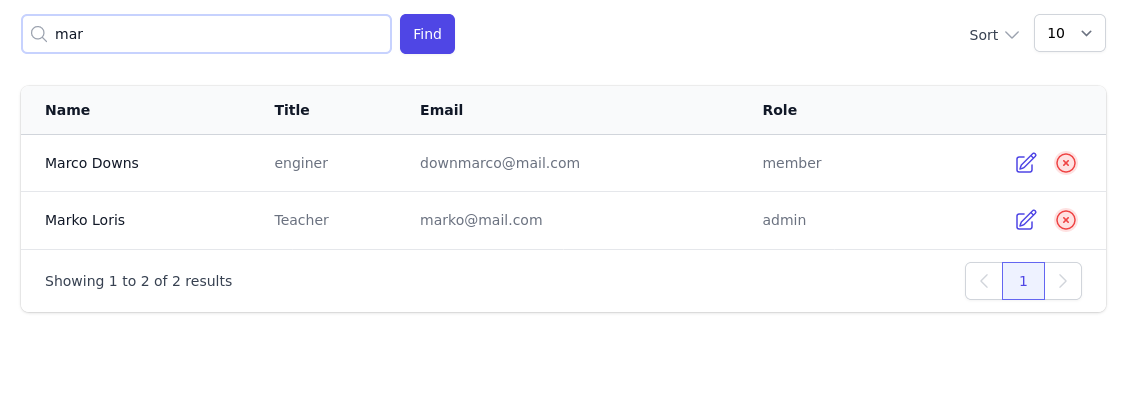 mar Find Sort 10
Name Title Email Role
Marco Downs enginer downmarco@mail.com member
Marko Loris Teacher marko@mail.com admin
Showing 1 to 2 of 2 results 1